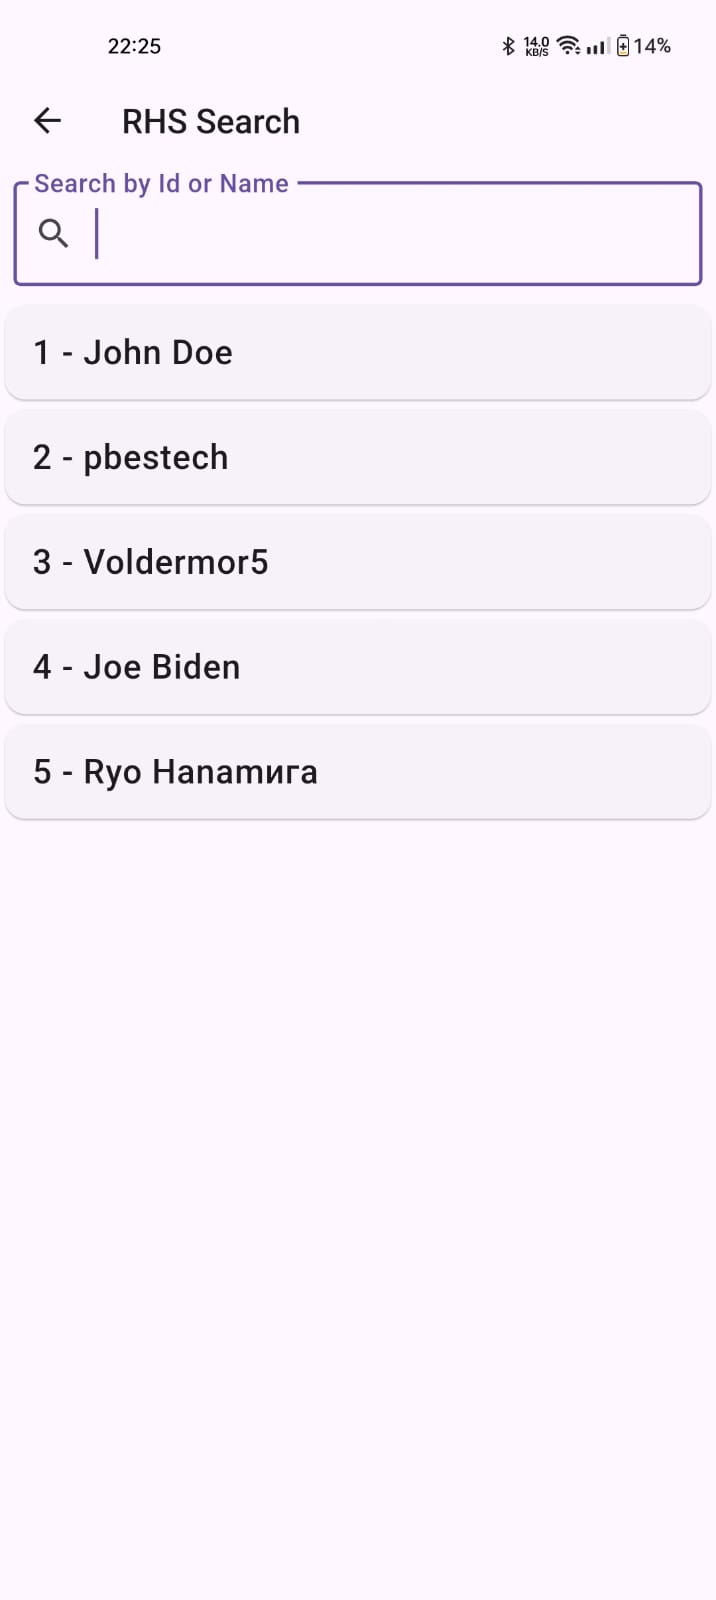 22:25
14.0
KB/S
14%
RHS Search
Search by Id or Name
1 - John Doe
2 - pbestech
3 - Voldermor5
4 - Joe Biden
5 - Ryo Hanamига